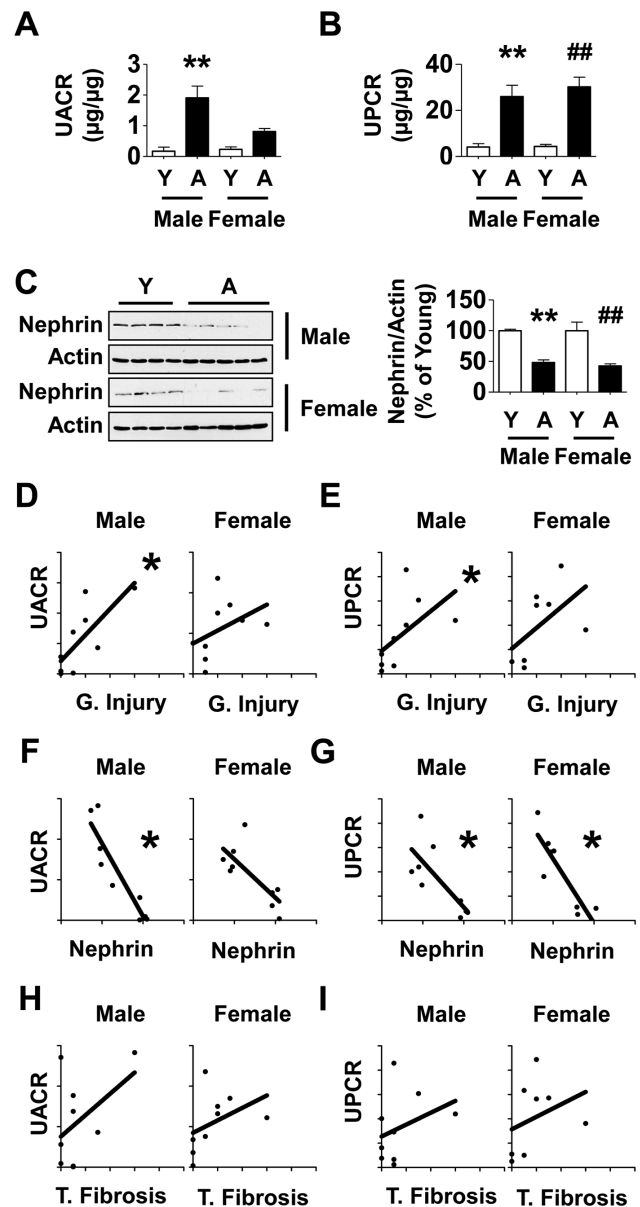 A
UACR
(μg/μg)
3
2
1
0
**
Y A Y A
Male Female
B
UPCR
(μg/μg)
40
20
0
** ##
Y A Y A
Male Female
C
Y A
Nephrin
Actin
Male
Nephrin
Actin
Female
Nephrin/Actin
(% of Young)
150
100
50
0
** ##
Y A Y A
Male Female
D
Male Female
UACR
*
G. Injury G. Injury
E
Male Female
UPCR
*
G. Injury G. Injury
F
Male Female
UACR
*
Nephrin Nephrin
G
Male Female
UPCR
* *
Nephrin Nephrin
H
Male Female
UACR
T. Fibrosis T. Fibrosis
I
Male Female
UPCR
T. Fibrosis T. Fibrosis